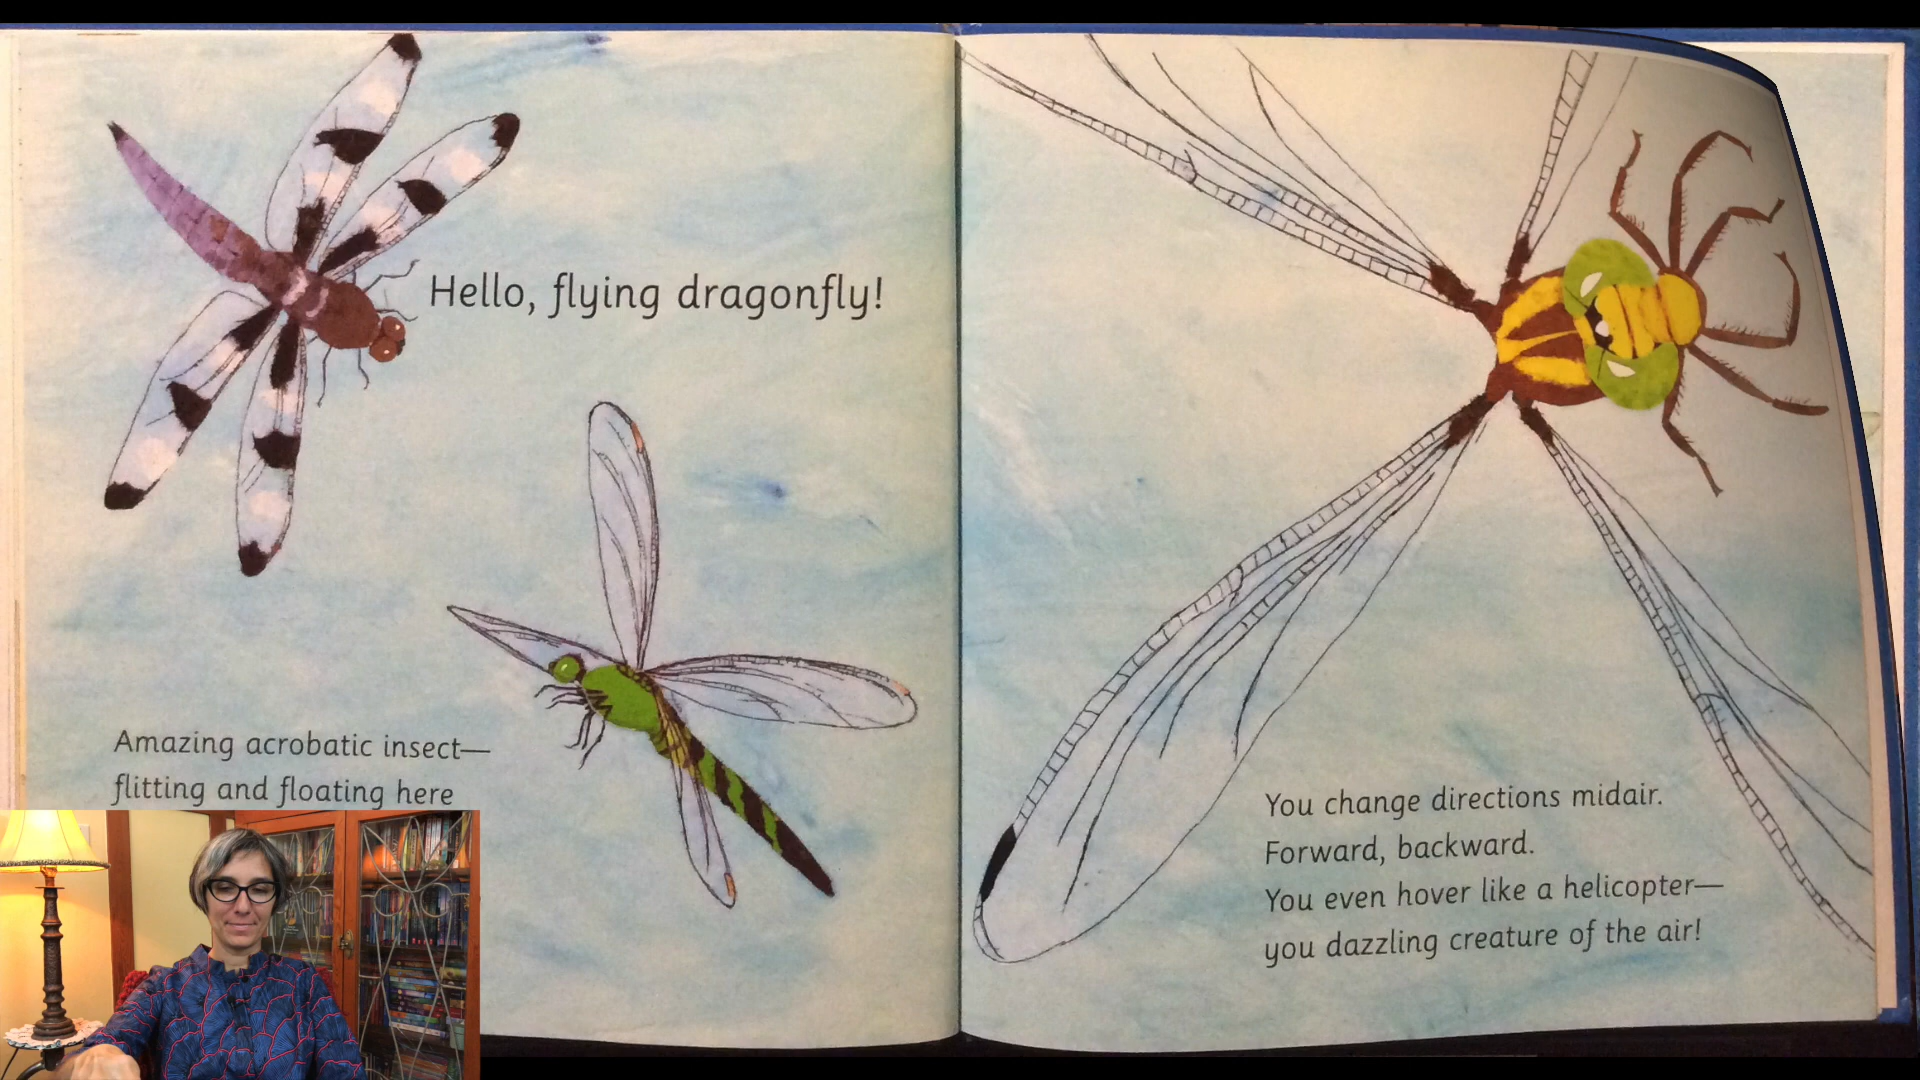 Hello, flying dragonfly!
Amazing acrobatic insect—
flitting and floating here
You change directions midair.
Forward, backward.
You even hover like a helicopter—
you dazzling creature of the air!